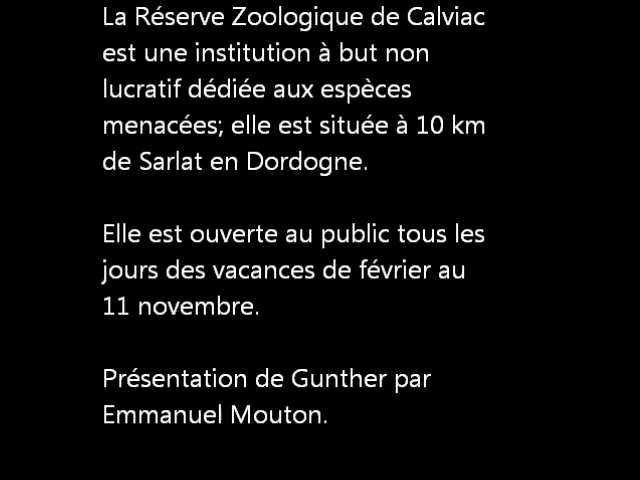 La Réserve Zoologique de Calviac
est une institution à but non
lucratif dédiée aux espèces
menacées; elle est située à 10 km
de Sarlat en Dordogne.
Elle est ouverte au public tous les
jours des vacances de février au
11 novembre.
Présentation de Gunther par
Emmanuel Mouton.